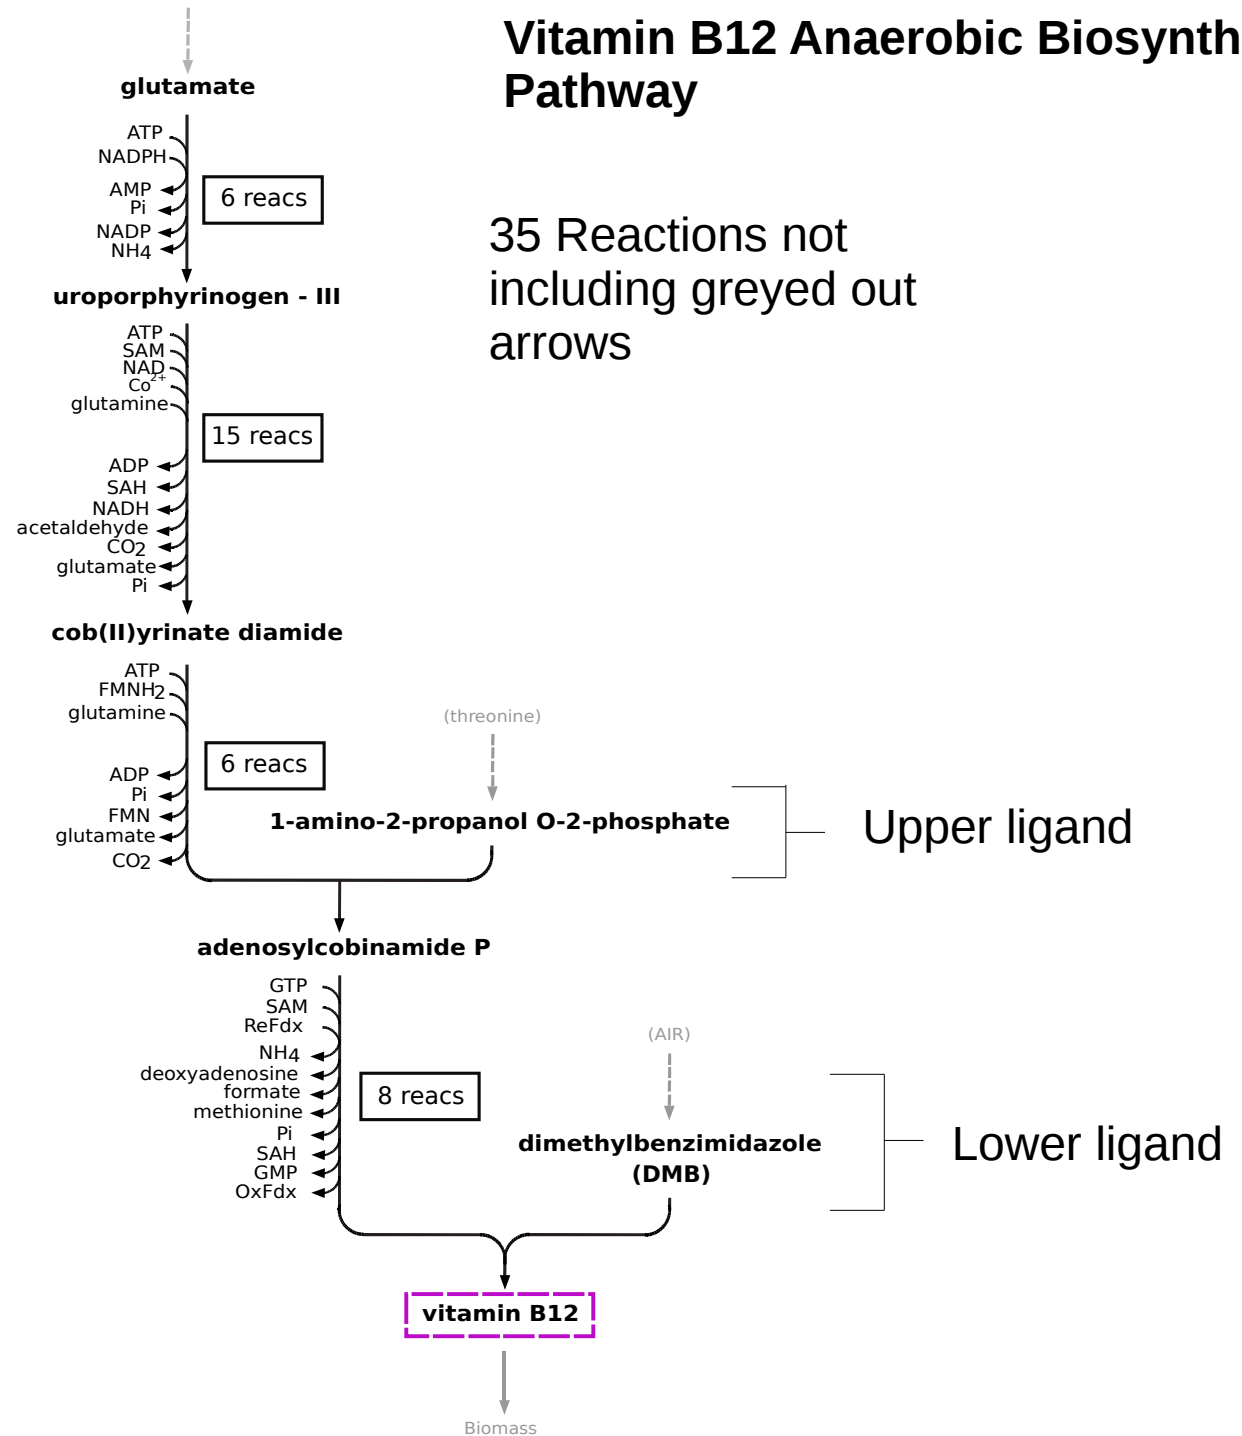 Vitamin B12 Anaerobic Biosynth
Pathway
glutamate
ATP
NADPH
AMP
Pi
NADP
NH4
6 reacs
35 Reactions not
including greyed out
arrows
uroporphyrinogen - III
ATP
SAM
NAD
Co2+
glutamine
15 reacs
ADP
SAH
NADH
acetaldehyde
CO2
glutamate
Pi
cob(II)yrinate diamide
ATP
FMNH2
glutamine
6 reacs
ADP
Pi
FMN
glutamate
CO2
(threonine)
1-amino-2-propanol O-2-phosphate
Upper ligand
adenosylcobinamide P
GTP
SAM
ReFdx
NH4
deoxyadenosine
formate
methionine
Pi
SAH
GMP
OxFdx
8 reacs
(AIR)
dimethylbenzimidazole
(DMB)
Lower ligand
vitamin B12
Biomass